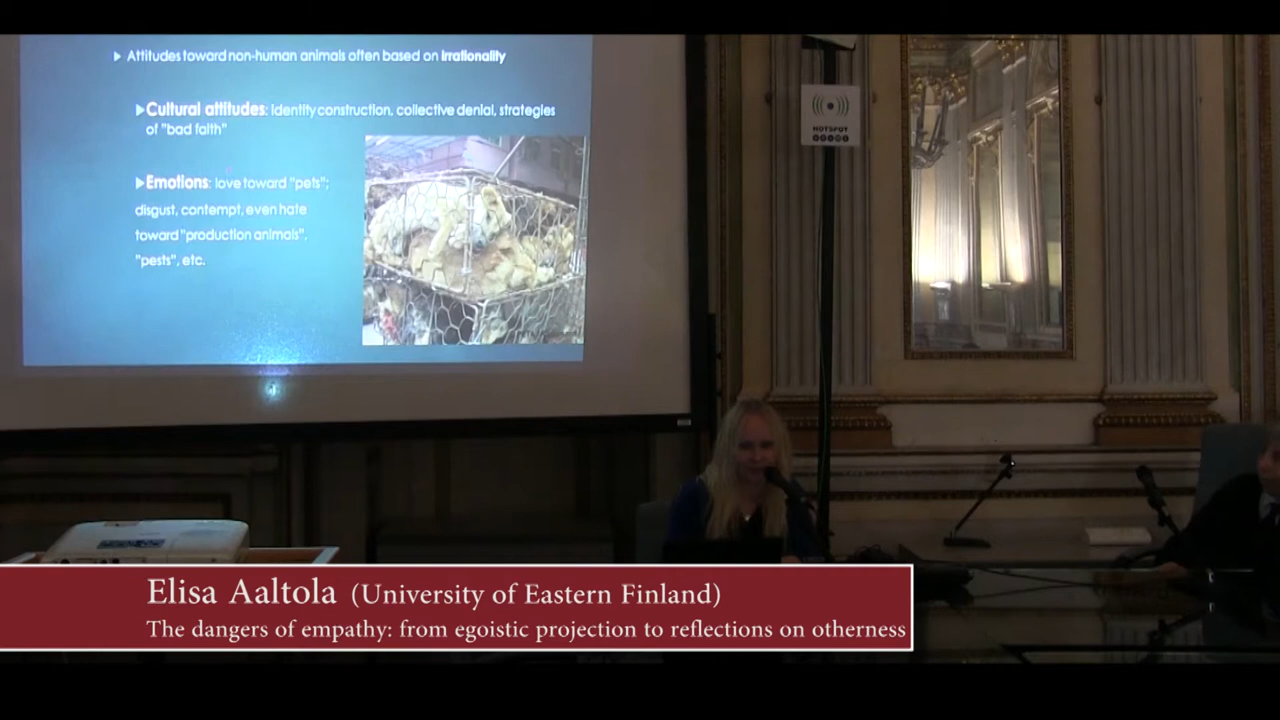 Attitudes toward non-human animals often based on irrationality
Cultural attitudes: identity construction, collective denial, strategies
of "bad faith"
Emotions: love toward "pets";
disgust, contempt, even hate
toward "production animals",
"pests", etc.
HOTSPOT
Elisa Aaltola (University of Eastern Finland)
The dangers of empathy: from egoistic projection to reflections on otherness